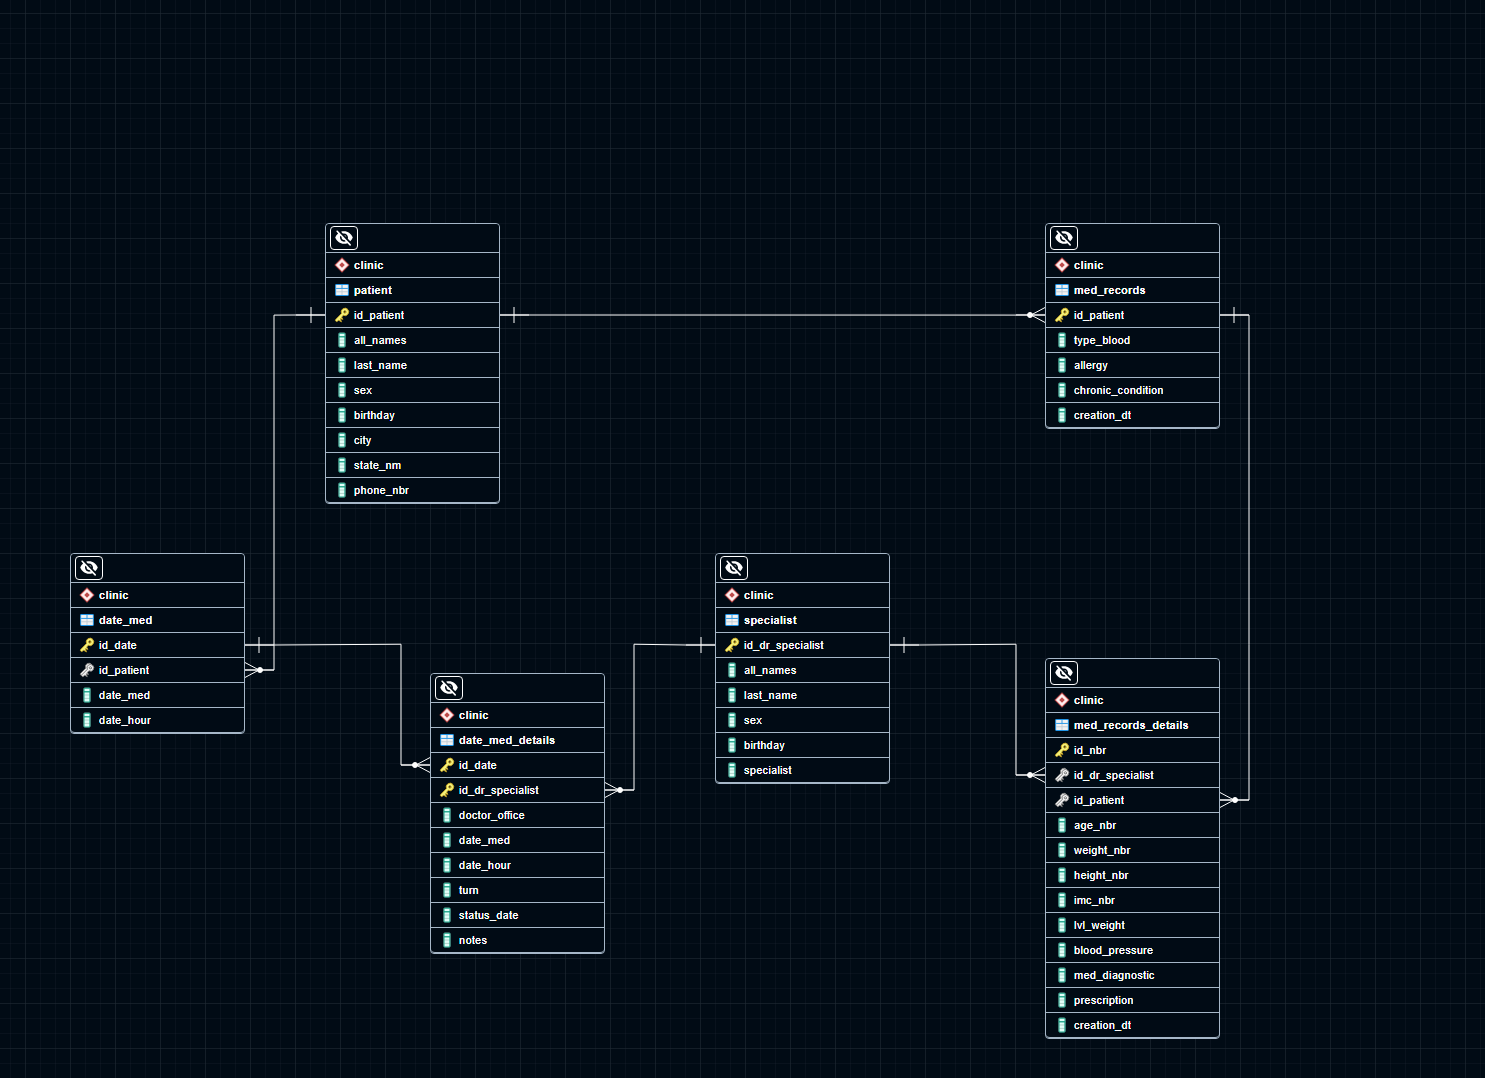 clinic
patient
id_patient
all_names
last_name
sex
birthday
city
state_nm
phone_nbr
clinic
med_records
id_patient
type_blood
allergy
chronic_condition
creation_dt
clinic
date_med
id_date
id_patient
date_med
date_hour
clinic
date_med_details
id_date
id_dr_specialist
doctor_office
date_med
date_hour
turn
status_date
notes
clinic
specialist
id_dr_specialist
all_names
last_name
sex
birthday
specialist
clinic
med_records_details
id_nbr
id_dr_specialist
id_patient
age_nbr
weight_nbr
height_nbr
imc_nbr
lvl_weight
blood_pressure
med_diagnostic
prescription
creation_dt